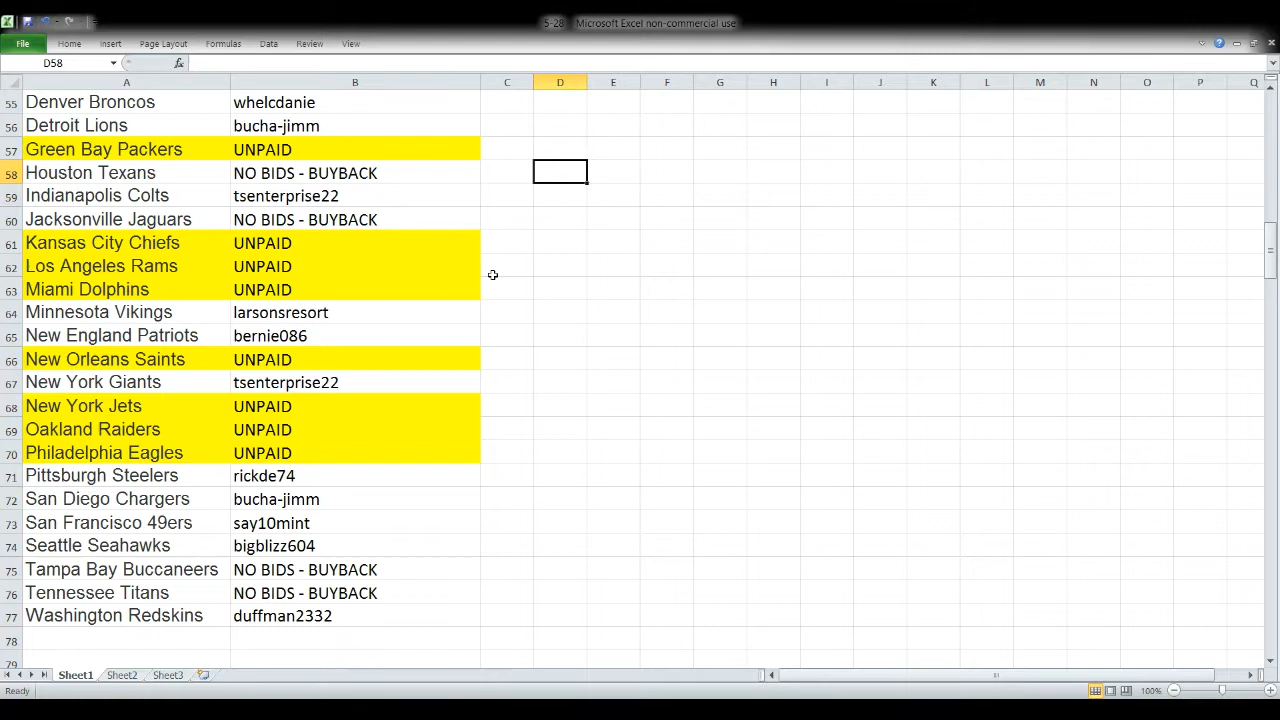 5-28 - Microsoft Excel non-commercial use
File Home Insert Page Layout Formulas Data Review View
D58 fx
A B C D E F G H I J K L M N O P Q
55 Denver Broncos whelcdanie
56 Detroit Lions bucha-jimm
57 Green Bay Packers UNPAID
58 Houston Texans NO BIDS - BUYBACK
59 Indianapolis Colts tsenterprise22
60 Jacksonville Jaguars NO BIDS - BUYBACK
61 Kansas City Chiefs UNPAID
62 Los Angeles Rams UNPAID
63 Miami Dolphins UNPAID
64 Minnesota Vikings larsonsresort
65 New England Patriots bernie086
66 New Orleans Saints UNPAID
67 New York Giants tsenterprise22
68 New York Jets UNPAID
69 Oakland Raiders UNPAID
70 Philadelphia Eagles UNPAID
71 Pittsburgh Steelers rickde74
72 San Diego Chargers bucha-jimm
73 San Francisco 49ers say10mint
74 Seattle Seahawks bigblizz604
75 Tampa Bay Buccaneers NO BIDS - BUYBACK
76 Tennessee Titans NO BIDS - BUYBACK
77 Washington Redskins duffman2332
78
79
Sheet1 Sheet2 Sheet3
Ready 100%